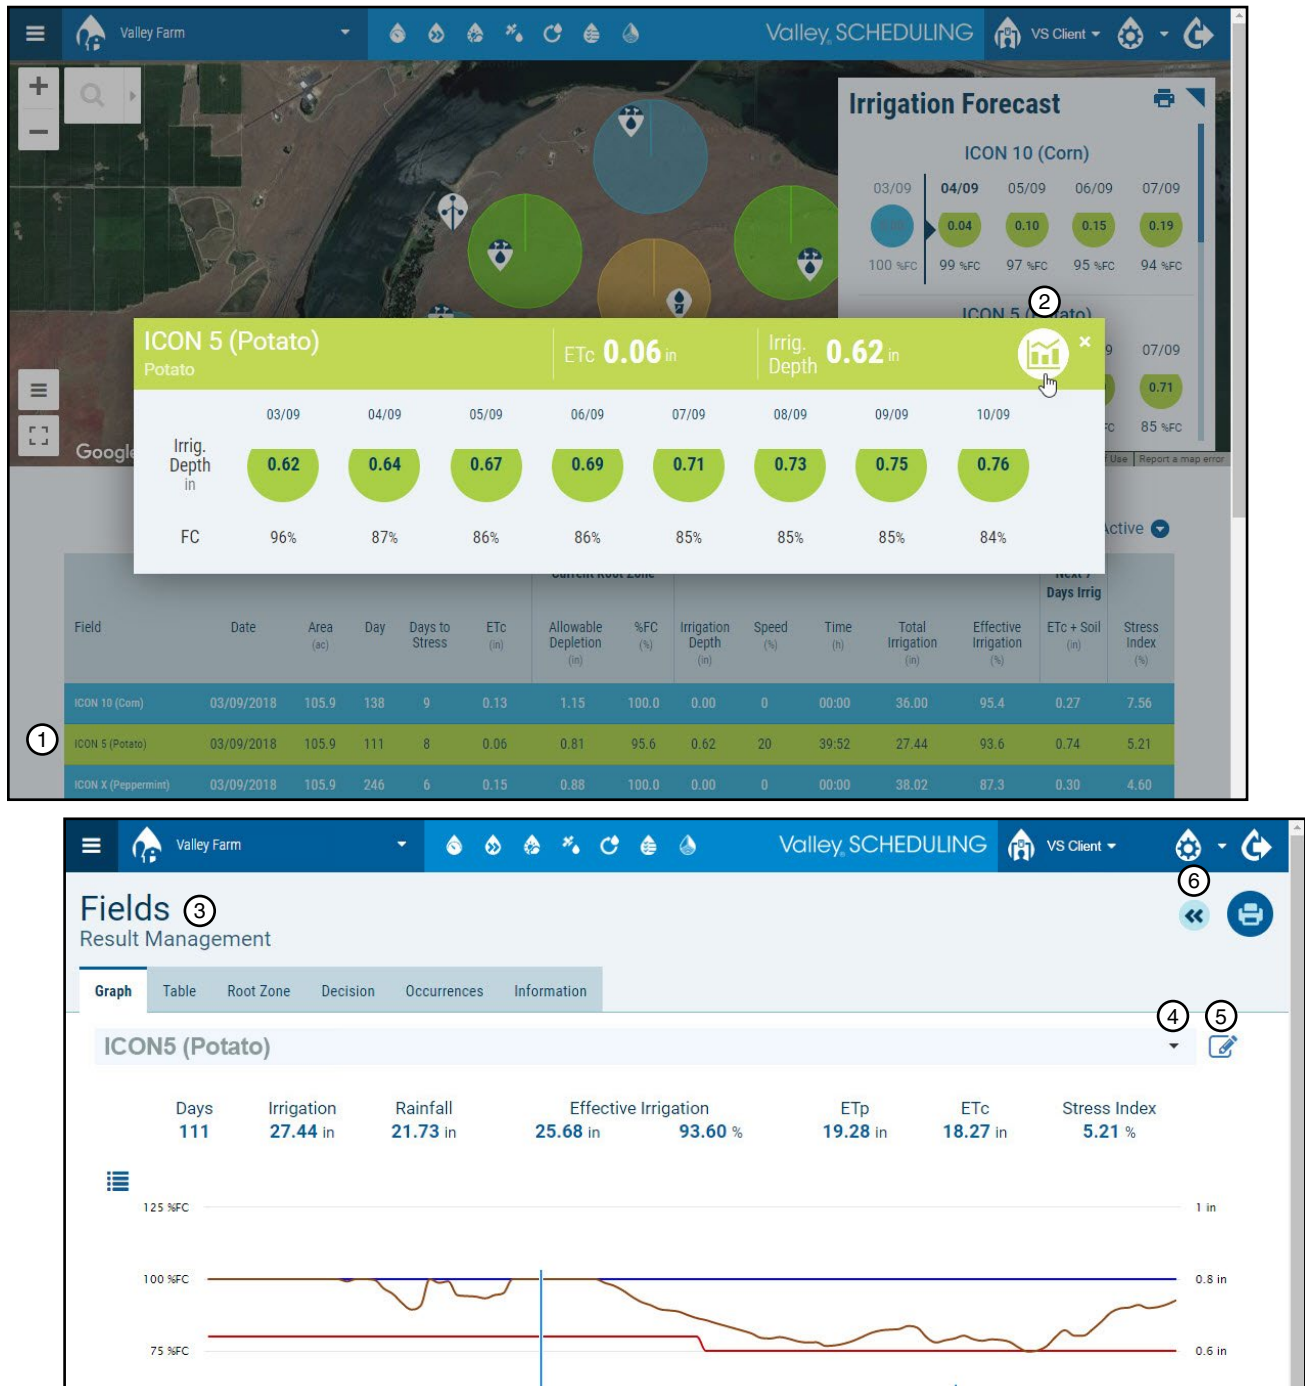 Valley Farm
Valley SCHEDULING
VS Client
Irrigation Forecast
ICON 10 (Corn)
03/09 04/09 05/09 06/09 07/09
0.04 0.10 0.15 0.19
100 %FC 99 %FC 97 %FC 95 %FC 94 %FC
2
07/09
0.71
85 %FC
Report a map error
ICON 5 (Potato)
Potato
ETc 0.06 in
Irrig. Depth 0.62 in
×
03/09 04/09 05/09 06/09 07/09 08/09 09/09 10/09
Irrig. Depth in
0.62 0.64 0.67 0.69 0.71 0.73 0.75 0.76
FC 96% 87% 86% 86% 85% 85% 85% 84%
Active
Current Root Zone
Next 7
Days Irrig
Field Date Area (ac) Day Days to Stress ETc (in) Allowable Depletion (in) %FC (%) Irrigation Depth (in) Speed (%) Time (h) Total Irrigation (in) Effective Irrigation (%) ETc + Soil (in) Stress Index (%)
ICON 10 (Corn) 03/09/2018 105.9 138 9 0.13 1.15 100.0 0.00 0 00:00 36.00 95.4 0.27 7.56
1 ICON 5 (Potato) 03/09/2018 105.9 111 8 0.06 0.81 95.6 0.62 20 39:52 27.44 93.6 0.74 5.21
ICON X (Peppermint) 03/09/2018 105.9 246 6 0.15 0.88 100.0 0.00 0 00:00 38.02 87.3 0.30 4.60
Valley Farm
Valley SCHEDULING
VS Client
6
Fields 3
Result Management
Graph Table Root Zone Decision Occurrences Information
4 5
ICON5 (Potato)
Days Irrigation Rainfall Effective Irrigation ETp ETc Stress Index
111 27.44 in 21.73 in 25.68 in 93.60 % 19.28 in 18.27 in 5.21 %
125 %FC 1 in
100 %FC 0.8 in
75 %FC 0.6 in